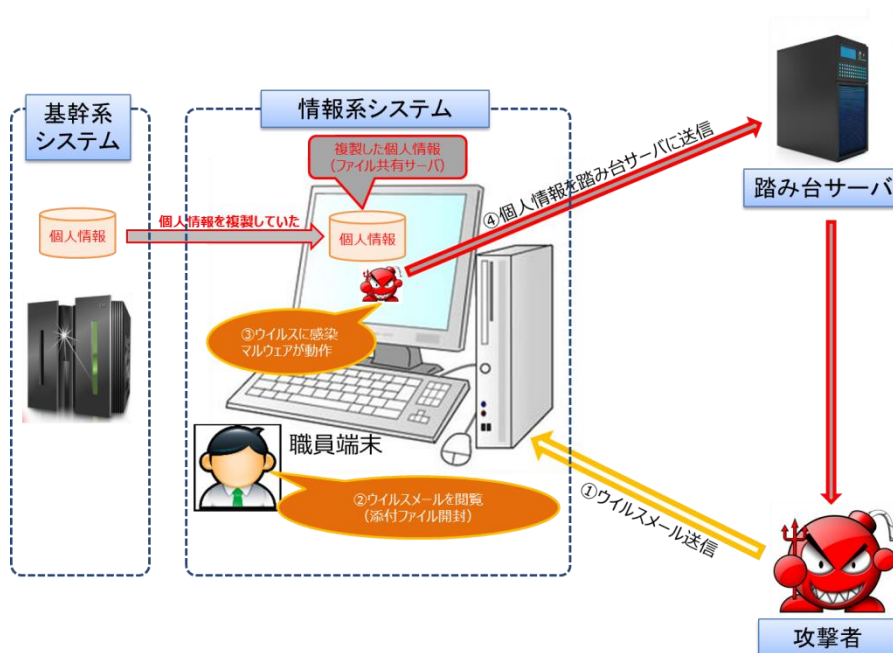 基幹系
システム
情報系システム
複製した個人情報
(ファイル共有サーバ)
④個人情報を踏み台サーバに送信
踏み台サーバ
個人情報
個人情報を複製していた
個人情報
③ウイルスに感染
マルウェアが動作
職員端末
②ウイルスメールを閲覧
(添付ファイル開封)
①ウイルスメール送信
攻撃者